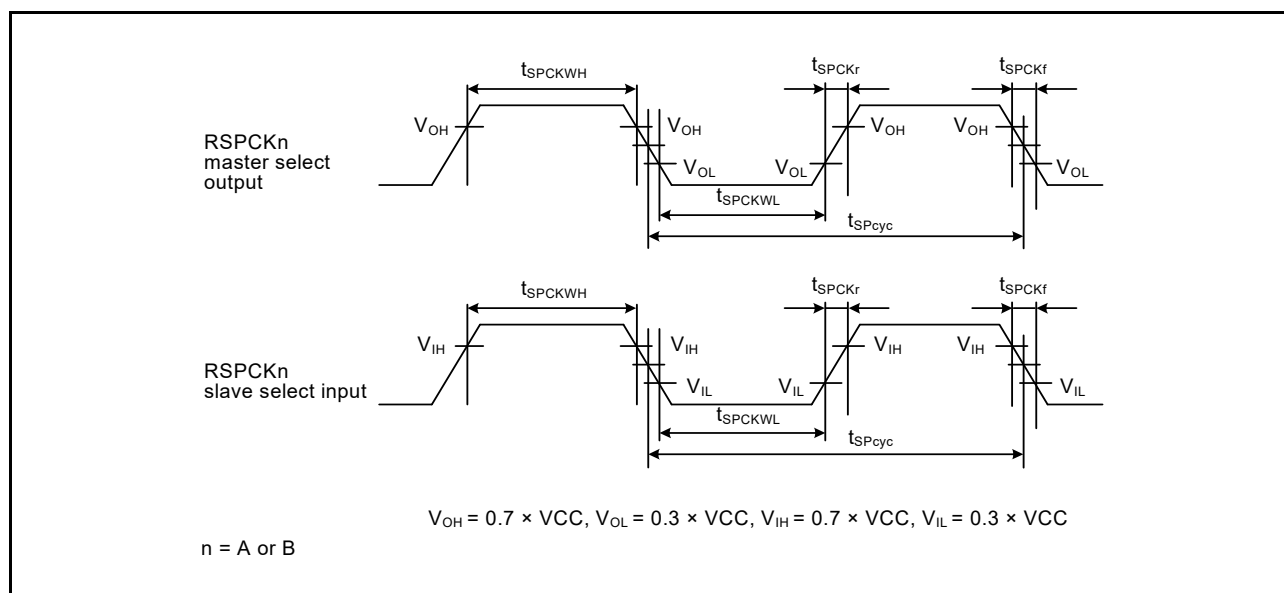 tSPCKWH
tSPCKr
tSPCKf
VOH
VOH
VOH
RSPCKn
master select
output
VOL
VOL
VOL
tSPCKWL
tSPcyc
tSPCKWH
tSPCKr
tSPCKf
VIH
VIH
VIH
VIH
RSPCKn
slave select input
VIL
VIL
VIL
tSPCKWL
tSPcyc
VOH = 0.7 × VCC, VOL = 0.3 × VCC, VIH = 0.7 × VCC, VIL = 0.3 × VCC
n = A or B